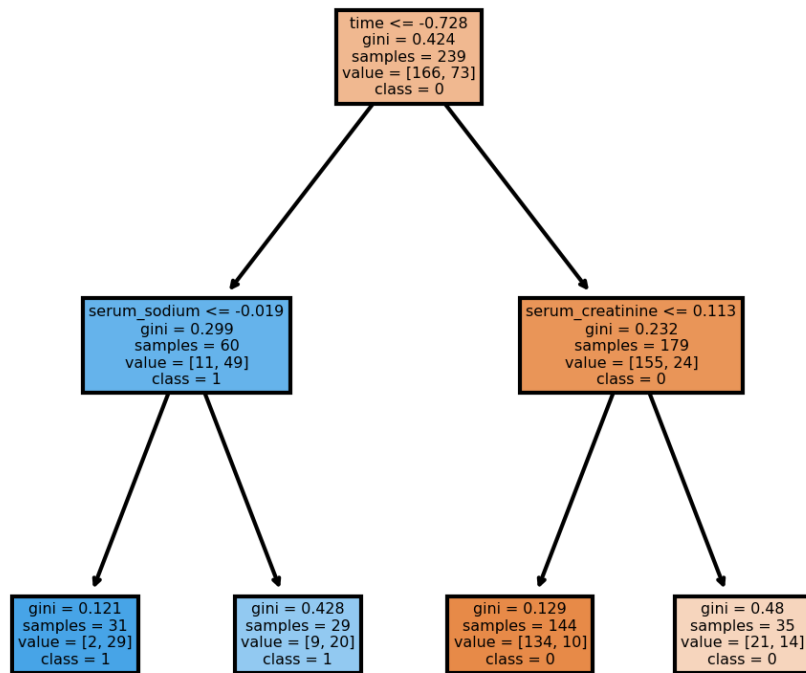 time <= -0.728
gini = 0.424
samples = 239
value = [166, 73]
class = 0
serum_sodium <= -0.019
gini = 0.299
samples = 60
value = [11, 49]
class = 1
serum_creatinine <= 0.113
gini = 0.232
samples = 179
value = [155, 24]
class = 0
gini = 0.121
samples = 31
value = [2, 29]
class = 1
gini = 0.428
samples = 29
value = [9, 20]
class = 1
gini = 0.129
samples = 144
value = [134, 10]
class = 0
gini = 0.48
samples = 35
value = [21, 14]
class = 0